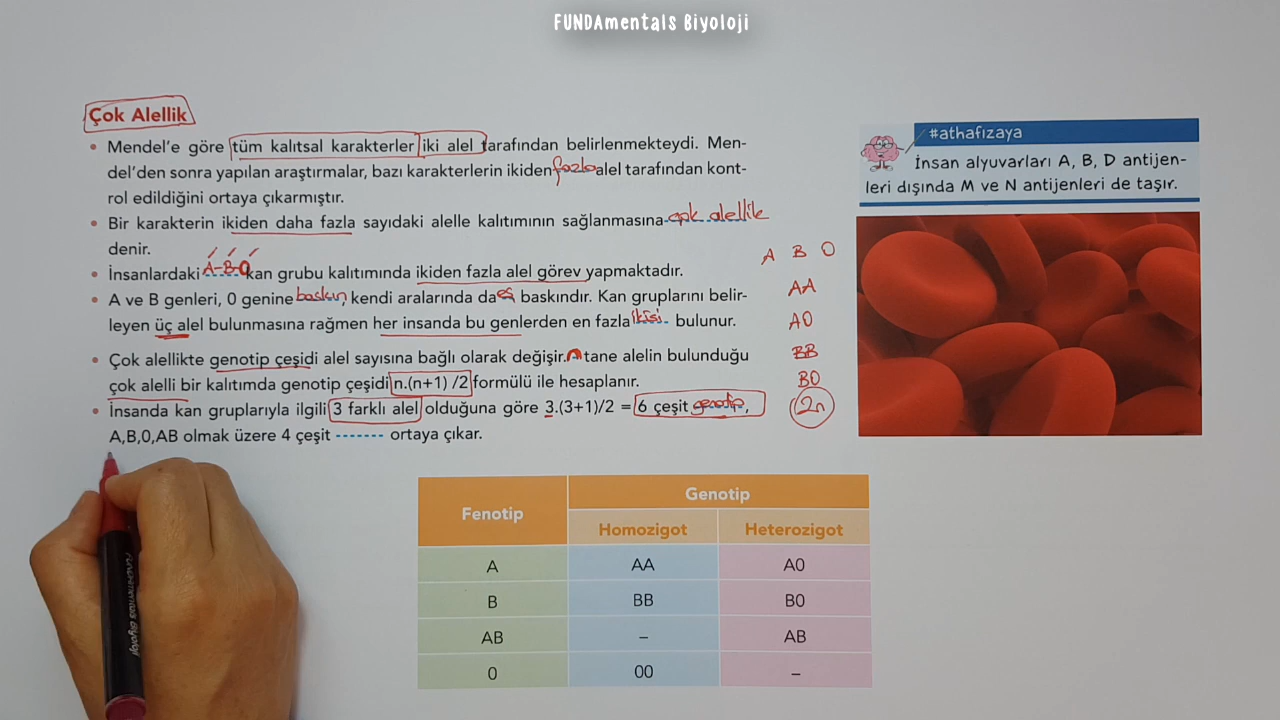 FUNDAmentals Biyoloji
Çok Alellik
• Mendel'e göre tüm kalıtsal karakterler iki alel tarafından belirlenmekteydi. Men-
del'den sonra yapılan araştırmalar, bazı karakterlerin ikiden fazla alel tarafından kont-
rol edildiğini ortaya çıkarmıştır.
• Bir karakterin ikiden daha fazla sayıdaki alelle kalıtımının sağlanmasına çok alellik
denir.
• İnsanlardaki A-B-0 kan grubu kalıtımında ikiden fazla alel görev yapmaktadır.
• A ve B genleri, 0 genine baskın, kendi aralarında da eş baskındır. Kan gruplarını belir-
leyen üç alel bulunmasına rağmen her insanda bu genlerden en fazla ikisi bulunur.
• Çok alellikte genotip çeşidi alel sayısına bağlı olarak değişir. n tane alelin bulunduğu
çok alelli bir kalıtımda genotip çeşidi n.(n+1) /2 formülü ile hesaplanır.
• İnsanda kan gruplarıyla ilgili 3 farklı alel olduğuna göre 3.(3+1)/2 = 6 çeşit genotip,
A,B,0,AB olmak üzere 4 çeşit ------- ortaya çıkar.
A B 0
AA
A0
BB
B0
2n
#athafızaya
İnsan alyuvarları A, B, D antijen-
leri dışında M ve N antijenleri de taşır.
Fenotip Genotip
Homozigot Heterozigot
A AA A0
B BB B0
AB – AB
0 00 –